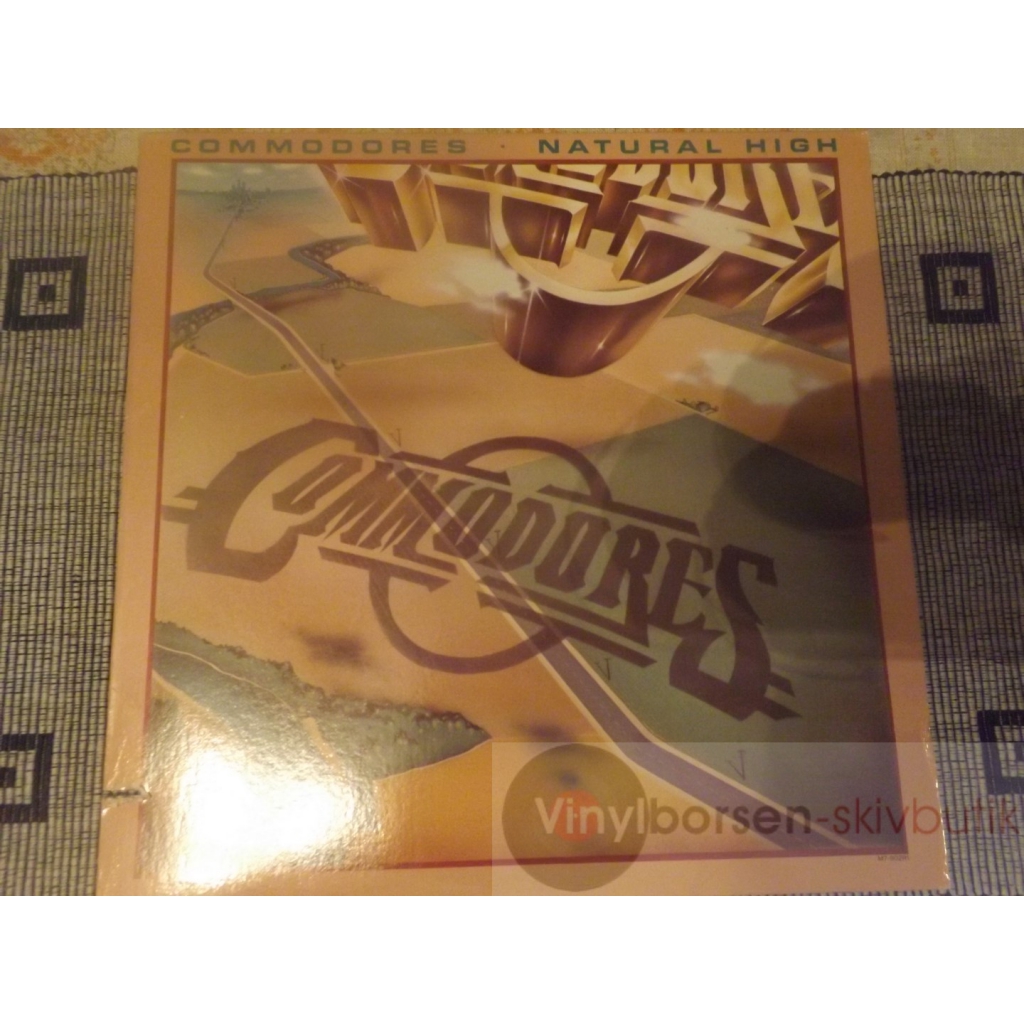 COMMODORES · NATURAL HIGH
COMMODORES
Vinylborsen-skivbutik